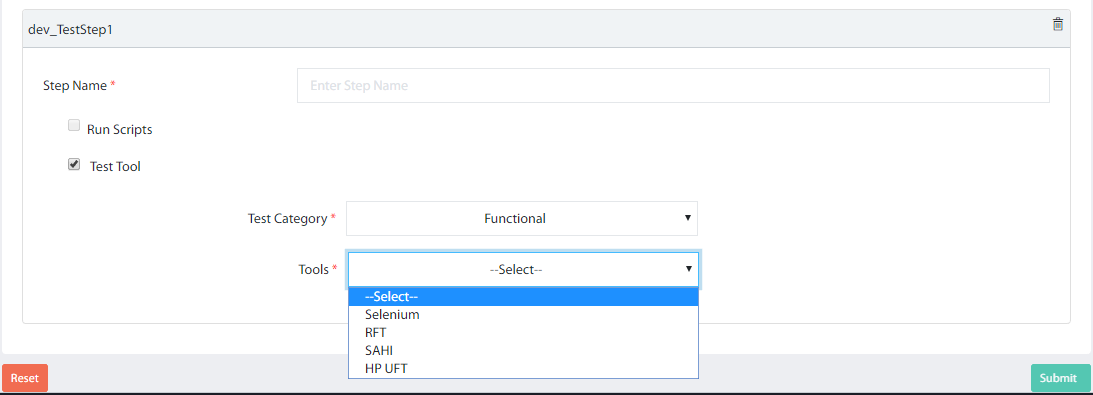 dev_TestStep1
Step Name *
Enter Step Name
Run Scripts
Test Tool
Test Category * Functional
Tools * --Select--
--Select--
Selenium
RFT
SAHI
HP UFT
Reset Submit